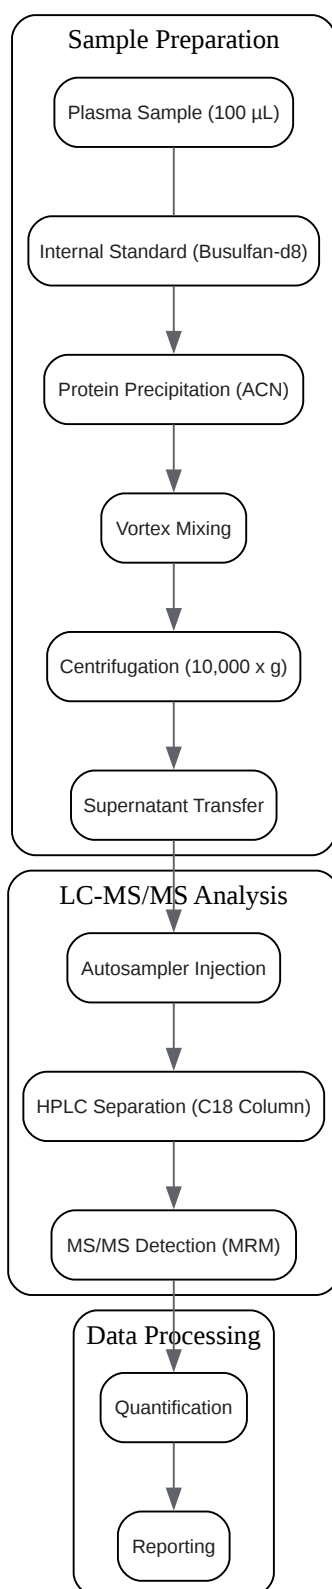 Sample Preparation
Plasma Sample (100 µL)
Internal Standard (Busulfan-d8)
Protein Precipitation (ACN)
Vortex Mixing
Centrifugation (10,000 x g)
Supernatant Transfer
LC-MS/MS Analysis
Autosampler Injection
HPLC Separation (C18 Column)
MS/MS Detection (MRM)
Data Processing
Quantification
Reporting